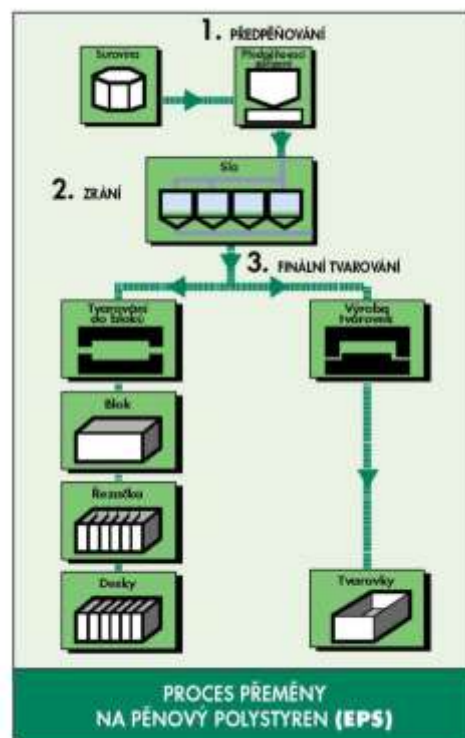 1. PŘEDPĚŇOVÁNÍ
Surovina
Předpěňovací
zařízení
Sila
2. ZRÁNÍ
3. FINÁLNÍ TVAROVÁNÍ
Tvarování
do bloků
Výroba
tvarovek
Blok
Řezačka
Desky
Tvarovky
PROCES PŘEMĚNY
NA PĚNOVÝ POLYSTYREN (EPS)